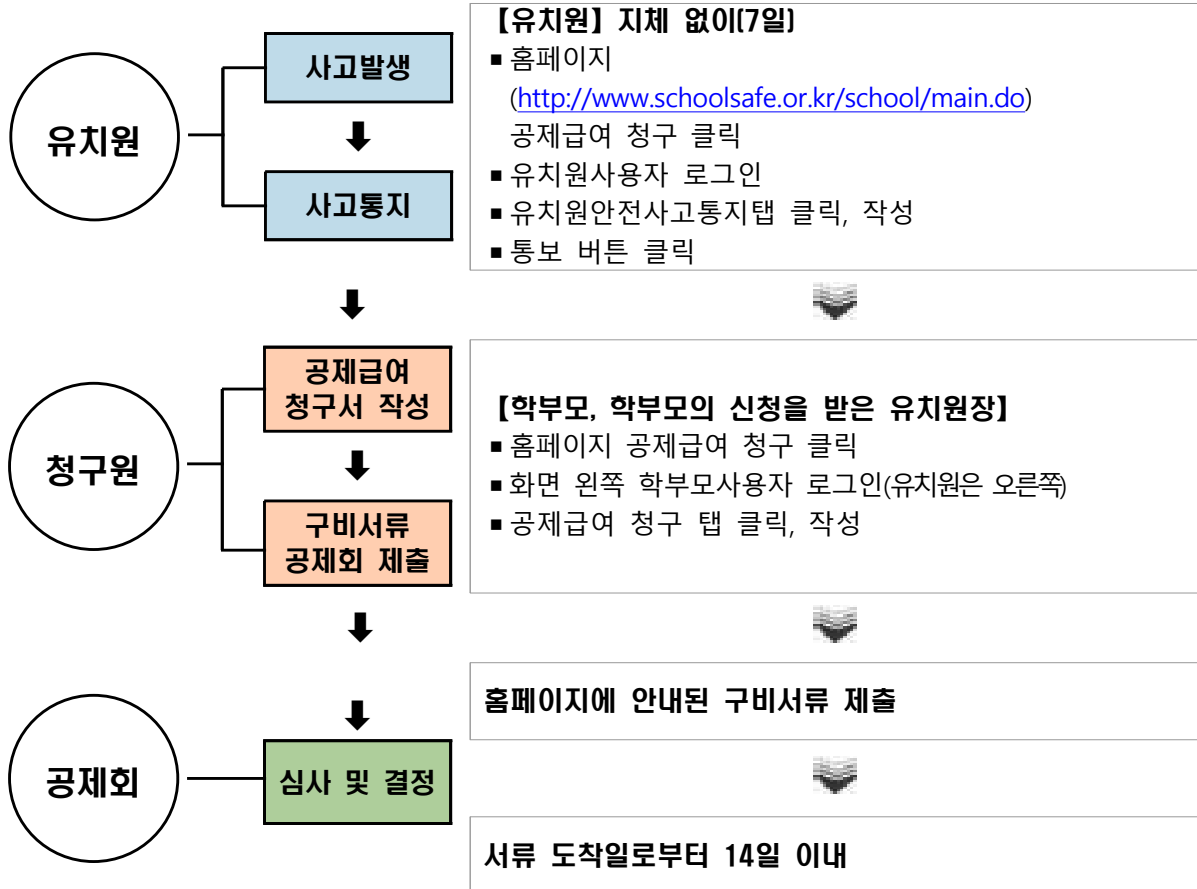 유치원
사고발생
사고통지
【유치원】 지체 없이(7일)
▪ 홈페이지
(http://www.schoolsafe.or.kr/school/main.do)
공제급여 청구 클릭
▪ 유치원사용자 로그인
▪ 유치원안전사고통지탭 클릭, 작성
▪ 통보 버튼 클릭
청구원
공제급여
청구서 작성
구비서류
공제회 제출
【학부모, 학부모의 신청을 받은 유치원장】
▪ 홈페이지 공제급여 청구 클릭
▪ 화면 왼쪽 학부모사용자 로그인(유치원은 오른쪽)
▪ 공제급여 청구 탭 클릭, 작성
공제회
심사 및 결정
홈페이지에 안내된 구비서류 제출
서류 도착일로부터 14일 이내